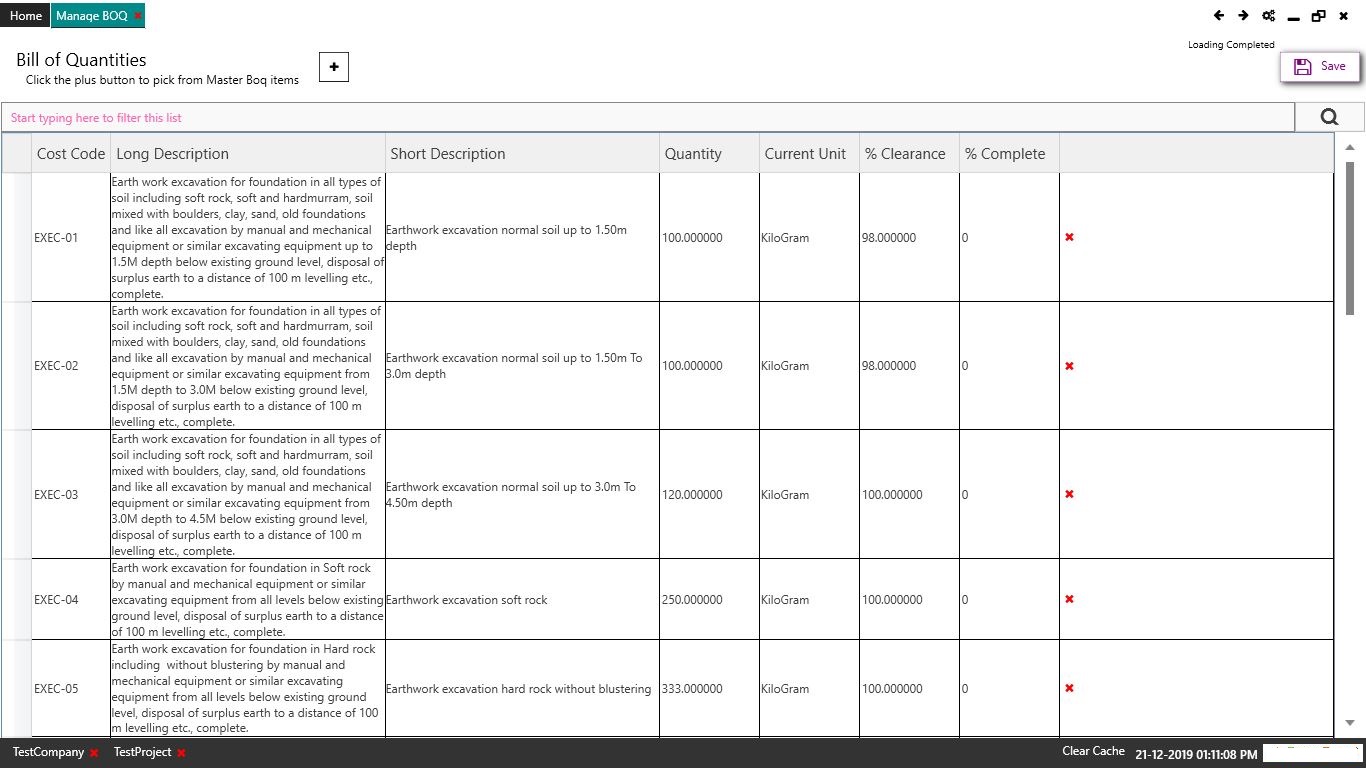 Home
Manage BOQ
Loading Completed
Bill of Quantities
Click the plus button to pick from Master Boq items
Save
Start typing here to filter this list
Cost Code Long Description Short Description Quantity Current Unit % Clearance % Complete
Earth work excavation for foundation in all types of
soil including soft rock, soft and hardmurram, soil
mixed with boulders, clay, sand, old foundations
and like all excavation by manual and mechanical
equipment or similar excavating equipment up to
1.5M depth below existing ground level, disposal of
surplus earth to a distance of 100 m levelling etc.,
complete.
EXEC-01
Earthwork excavation normal soil up to 1.50m
depth
100.000000 KiloGram 98.000000 0
Earth work excavation for foundation in all types of
soil including soft rock, soft and hardmurram, soil
mixed with boulders, clay, sand, old foundations
and like all excavation by manual and mechanical
equipment or similar excavating equipment from
1.5M depth to 3.0M below existing ground level,
disposal of surplus earth to a distance of 100 m
levelling etc., complete.
EXEC-02
Earthwork excavation normal soil up to 1.50m To
3.0m depth
100.000000 KiloGram 98.000000 0
Earth work excavation for foundation in all types of
soil including soft rock, soft and hardmurram, soil
mixed with boulders, clay, sand, old foundations
and like all excavation by manual and mechanical
equipment or similar excavating equipment from
3.0M depth to 4.5M below existing ground level,
disposal of surplus earth to a distance of 100 m
levelling etc., complete.
EXEC-03
Earthwork excavation normal soil up to 3.0m To
4.50m depth
120.000000 KiloGram 100.000000 0
Earth work excavation for foundation in Soft rock
by manual and mechanical equipment or similar
excavating equipment from all levels below existing
ground level, disposal of surplus earth to a distance
of 100 m levelling etc., complete.
EXEC-04
Earthwork excavation soft rock
250.000000 KiloGram 100.000000 0
Earth work excavation for foundation in Hard rock
including  without blustering by manual and
mechanical equipment or similar excavating
equipment from all levels below existing ground
level, disposal of surplus earth to a distance of 100
m levelling etc., complete.
EXEC-05
Earthwork excavation hard rock without blustering
333.000000 KiloGram 100.000000 0
TestCompany TestProject
Clear Cache 21-12-2019 01:11:08 PM